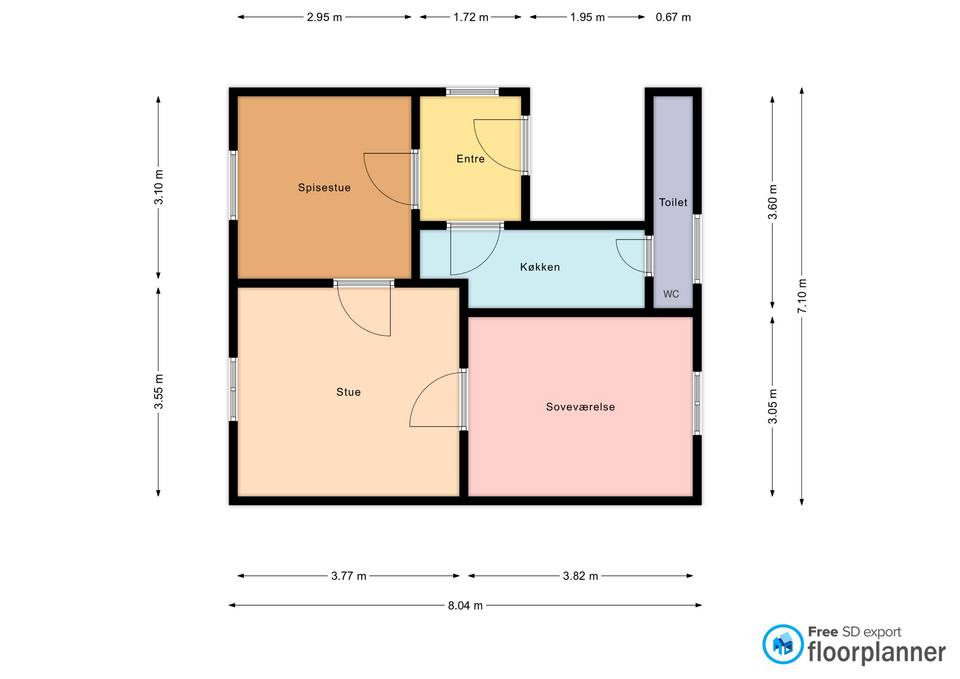 2.95 m
1.72 m
1.95 m
0.67 m
3.10 m
3.60 m
7.10 m
Spisestue
Entre
Toilet
Køkken
WC
3.55 m
3.05 m
Stue
Soveværelse
3.77 m
3.82 m
8.04 m
Free SD export
floorplanner